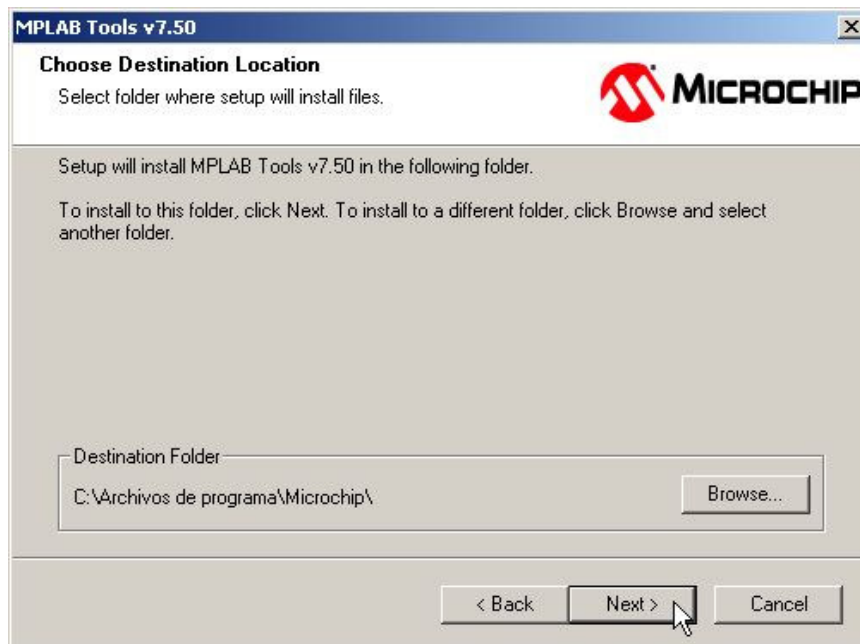 MPLAB Tools v7.50
Choose Destination Location
Select folder where setup will install files.
MICROCHIP
Setup will install MPLAB Tools v7.50 in the following folder.
To install to this folder, click Next. To install to a different folder, click Browse and select
another folder.
Destination Folder
C:\Archivos de programa\Microchip\
Browse...
< Back
Next >
Cancel